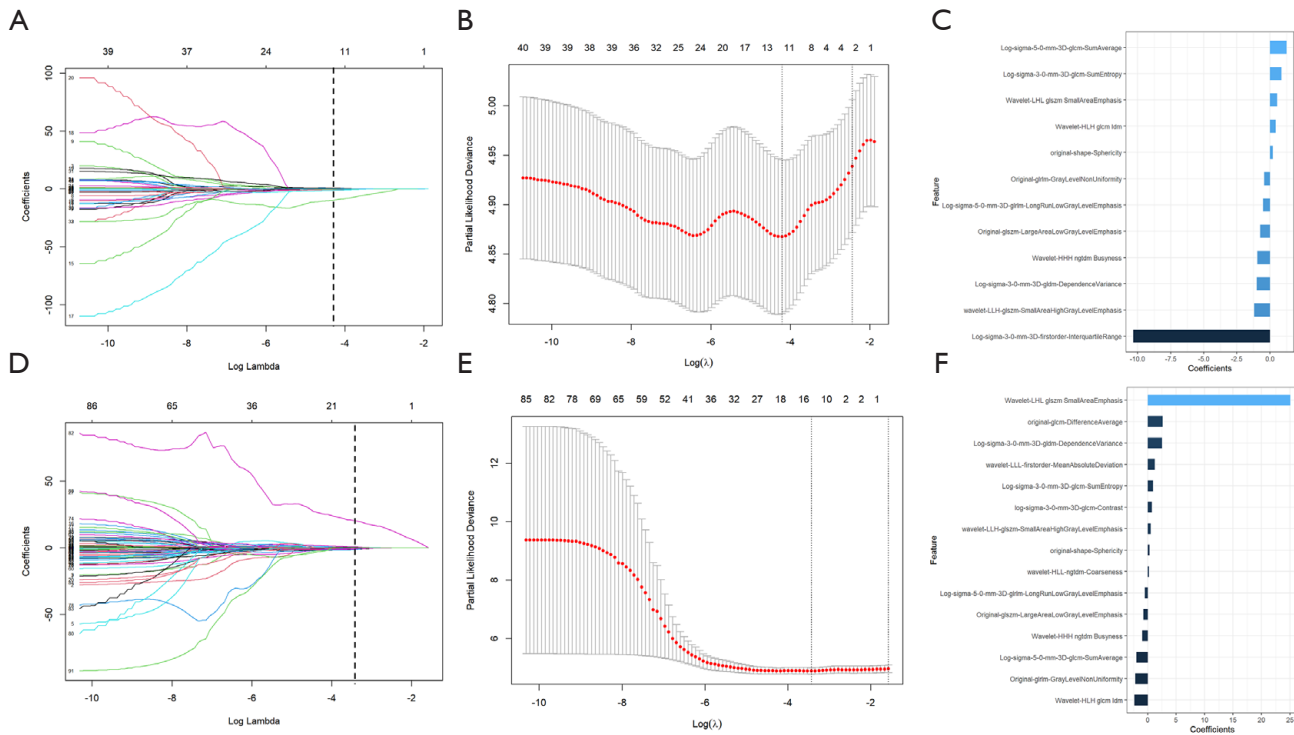 A
39 37 24 11 1
Coefficients
100
50
0
-50
-100
20
18
9
15
17
-10 -8 -6 -4 -2
Log Lambda
B
40 39 39 38 39 36 32 25 24 20 17 13 11 8 4 2 1
Partial Likelihood Deviance
5.00
4.95
4.90
4.85
4.80
-10 -8 -6 -4 -2
Log(λ)
C
Feature
Log-sigma-5-0-mm-3D-glcm-SumAverage
Log-sigma-3-0-mm-3D-glcm-SumEntropy
Wavelet-LHL glszm SmallAreaEmphasis
Wavelet-HLH glcm Idm
original-shape-Sphericity
Original-glrlm-GrayLevelNonUniformity
Log-sigma-5-0-mm-3D-glrlm-LongRunLowGrayLevelEmphasis
Original-glszm-LargeAreaLowGrayLevelEmphasis
Wavelet-HHH ngtdm Busyness
Log-sigma-3-0-mm-3D-gldm-DependenceVariance
wavelet-LLH-glszm-SmallAreaHighGrayLevelEmphasis
Log-sigma-3-0-mm-3D-firstorder-InterquartileRange
-10.0 -7.5 -5.0 -2.5 0.0
Coefficients
D
86 65 36 21 1
Coefficients
50
0
-50
82
5
91
-10 -8 -6 -4 -2
Log Lambda
E
85 82 78 69 65 59 52 41 36 32 27 18 16 10 2 2 1
Partial Likelihood Deviance
12
10
8
6
-10 -8 -6 -4 -2
Log(λ)
F
Feature
Wavelet-LHL glszm SmallAreaEmphasis
original-glcm-DifferenceAverage
Log-sigma-3-0-mm-3D-gldm-DependenceVariance
wavelet-LLL-firstorder-MeanAbsoluteDeviation
Log-sigma-3-0-mm-3D-glcm-SumEntropy
log-sigma-3-0-mm-3D-glcm-Contrast
wavelet-LLH-glszm-SmallAreaHighGrayLevelEmphasis
original-shape-Sphericity
wavelet-HLL-ngtdm-Coarseness
Log-sigma-5-0-mm-3D-glrlm-LongRunLowGrayLevelEmphasis
Original-glszm-LargeAreaLowGrayLevelEmphasis
Wavelet-HHH ngtdm Busyness
Log-sigma-5-0-mm-3D-glcm-SumAverage
Original-glrlm-GrayLevelNonUniformity
Wavelet-HLH glcm Idm
0 5 10 15 20 25
Coefficients